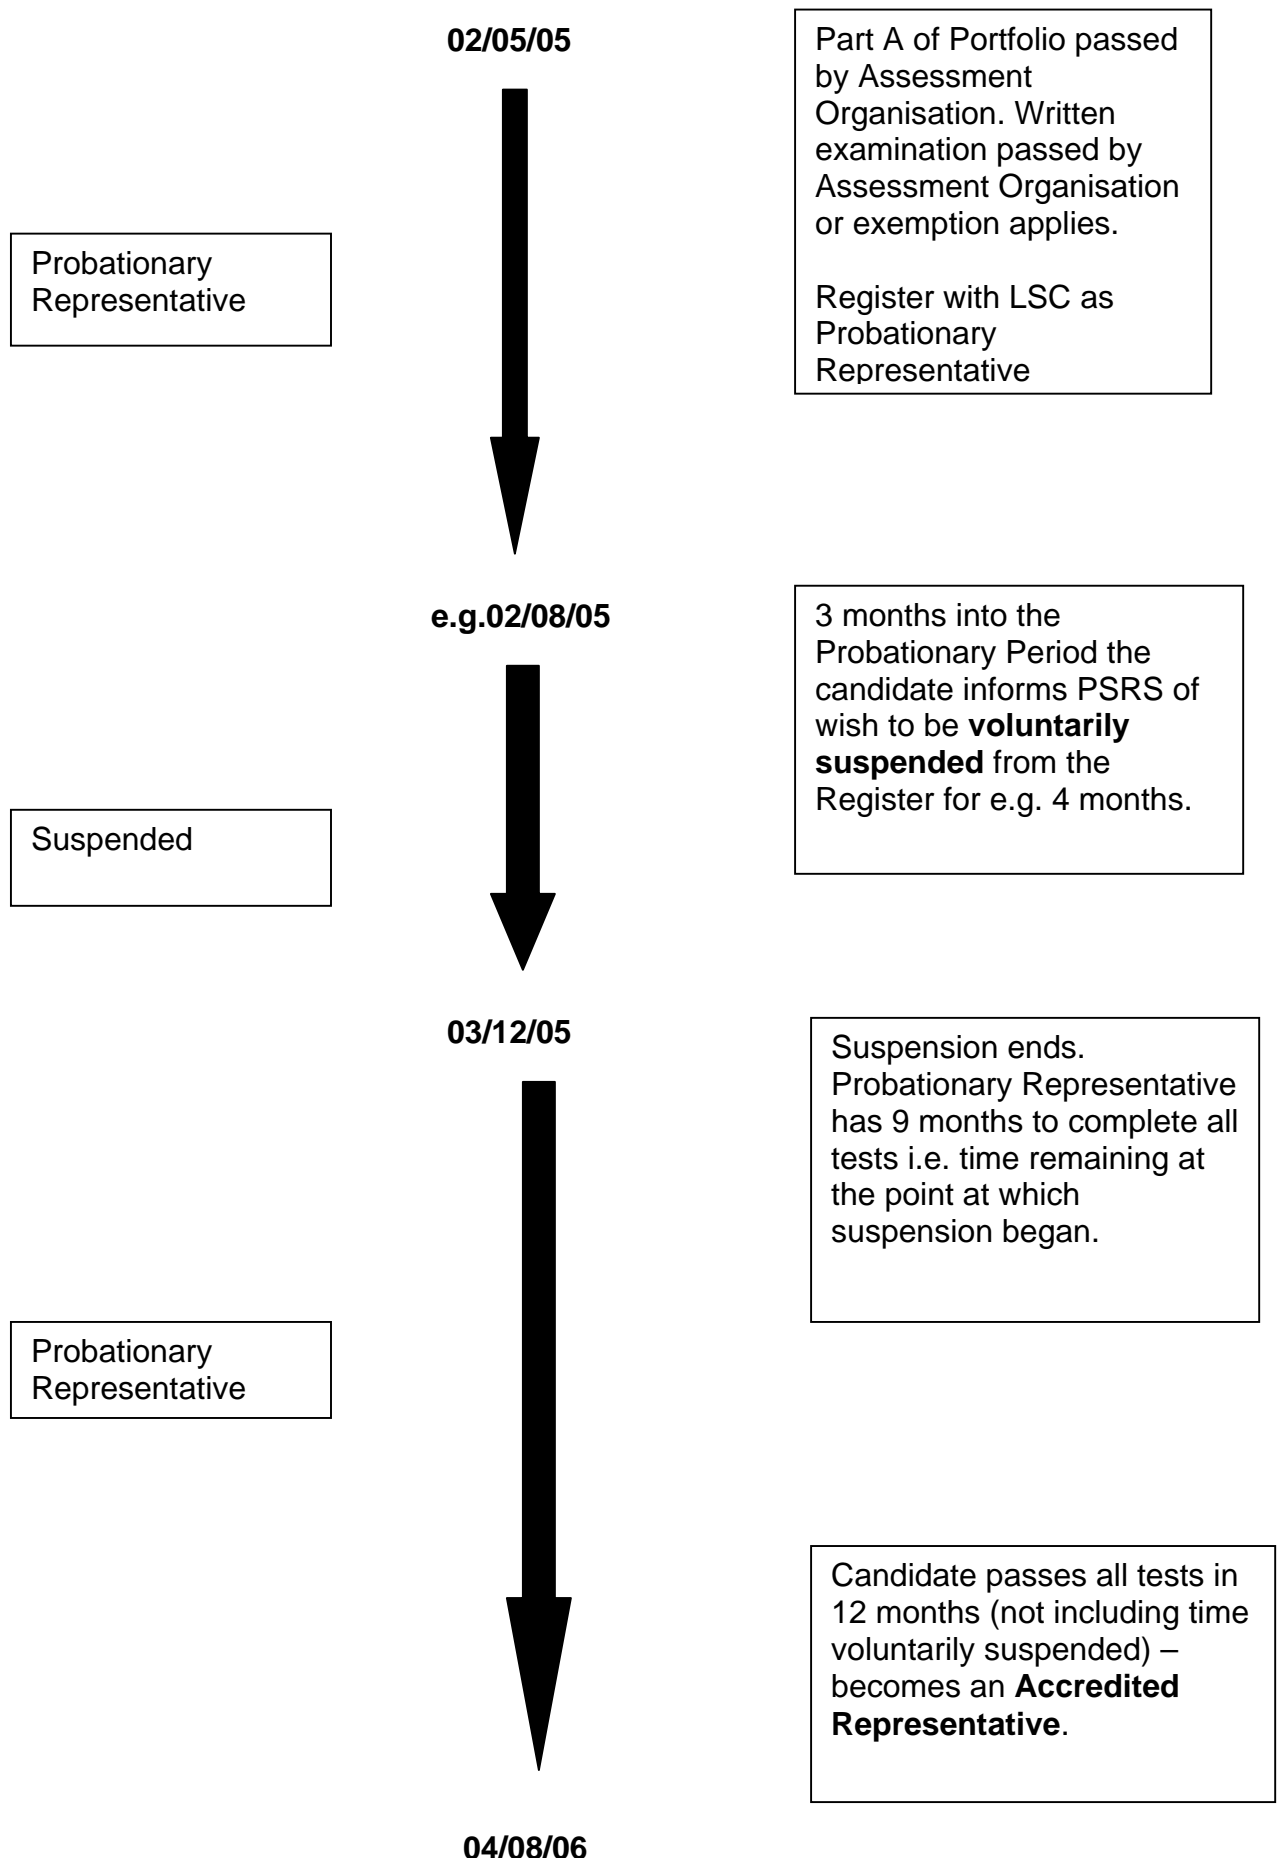 02/05/05
Part A of Portfolio passed
by Assessment
Organisation. Written
examination passed by
Assessment Organisation
or exemption applies.
Register with LSC as
Probationary
Representative
Probationary
Representative
e.g.02/08/05
3 months into the
Probationary Period the
candidate informs PSRS of
wish to be voluntarily
suspended from the
Register for e.g. 4 months.
Suspended
03/12/05
Suspension ends.
Probationary Representative
has 9 months to complete all
tests i.e. time remaining at
the point at which
suspension began.
Probationary
Representative
Candidate passes all tests in
12 months (not including time
voluntarily suspended) –
becomes an Accredited
Representative.
04/08/06